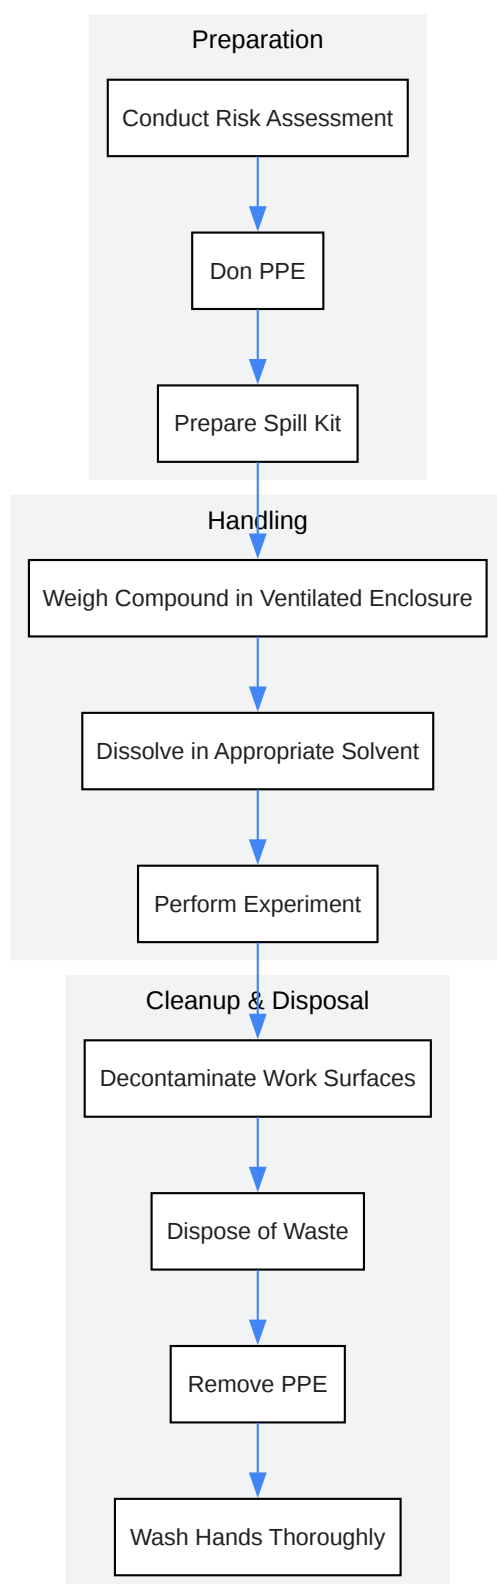 Preparation
Conduct Risk Assessment
Don PPE
Prepare Spill Kit
Handling
Weigh Compound in Ventilated Enclosure
Dissolve in Appropriate Solvent
Perform Experiment
Cleanup & Disposal
Decontaminate Work Surfaces
Dispose of Waste
Remove PPE
Wash Hands Thoroughly